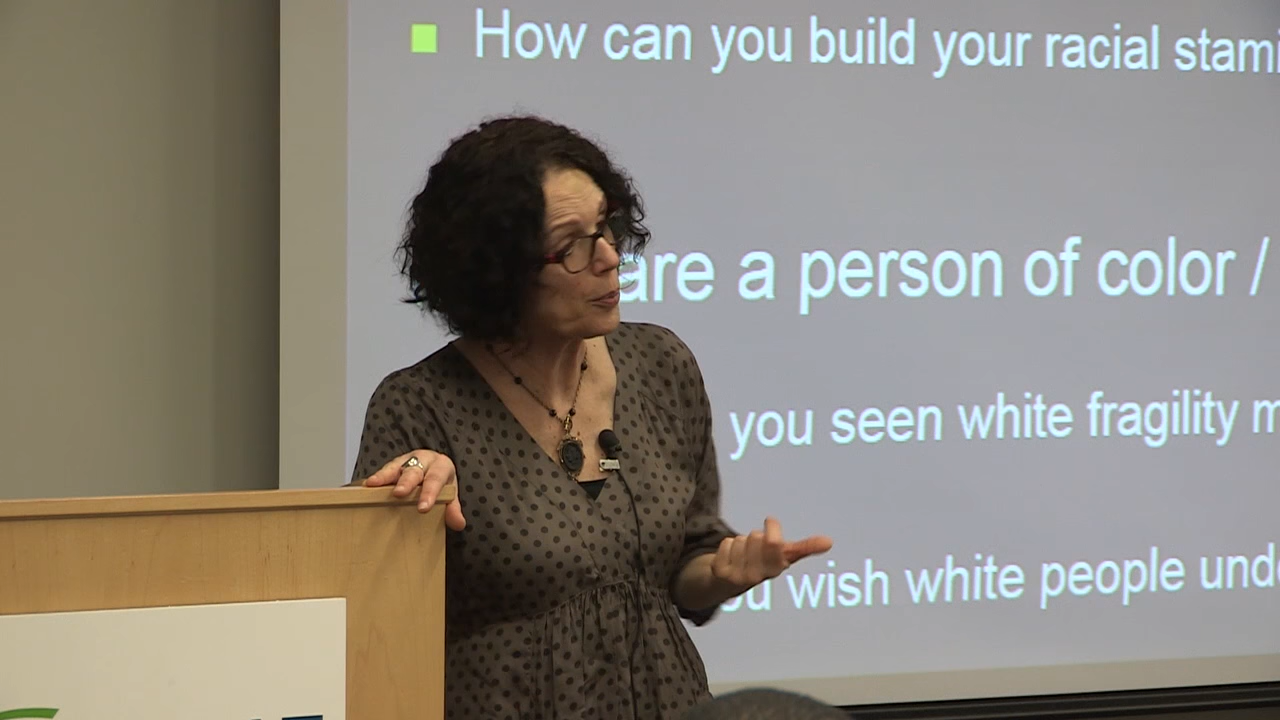 How can you build your racial stami
are a person of color /
you seen white fragility m
ou wish white people und